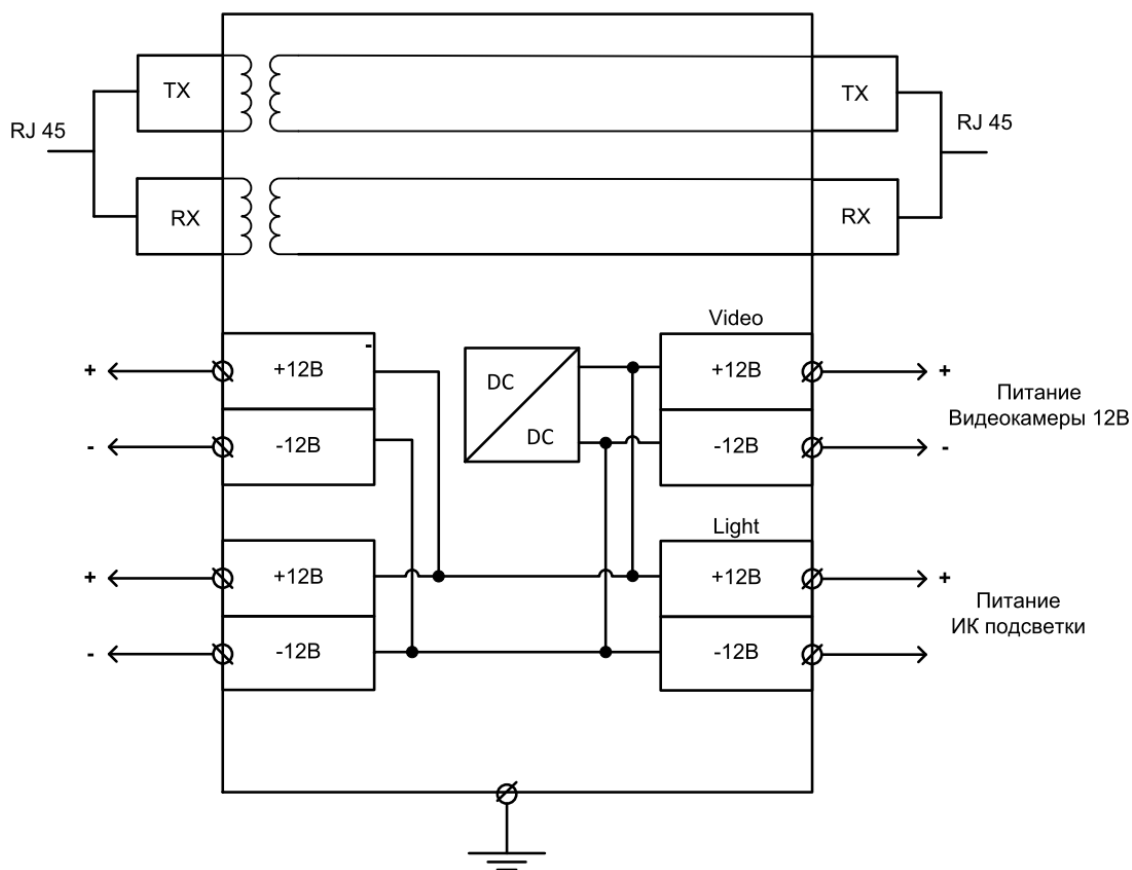 TX
TX
RJ 45
RJ 45
RX
RX
Video
-
+
+12В
DC
+12В
+
Питание
Видеокамеры 12В
-
-12В
DC
-12В
-
Light
+
+12В
+12В
+
Питание
ИК подсветки
-
-12В
-12В